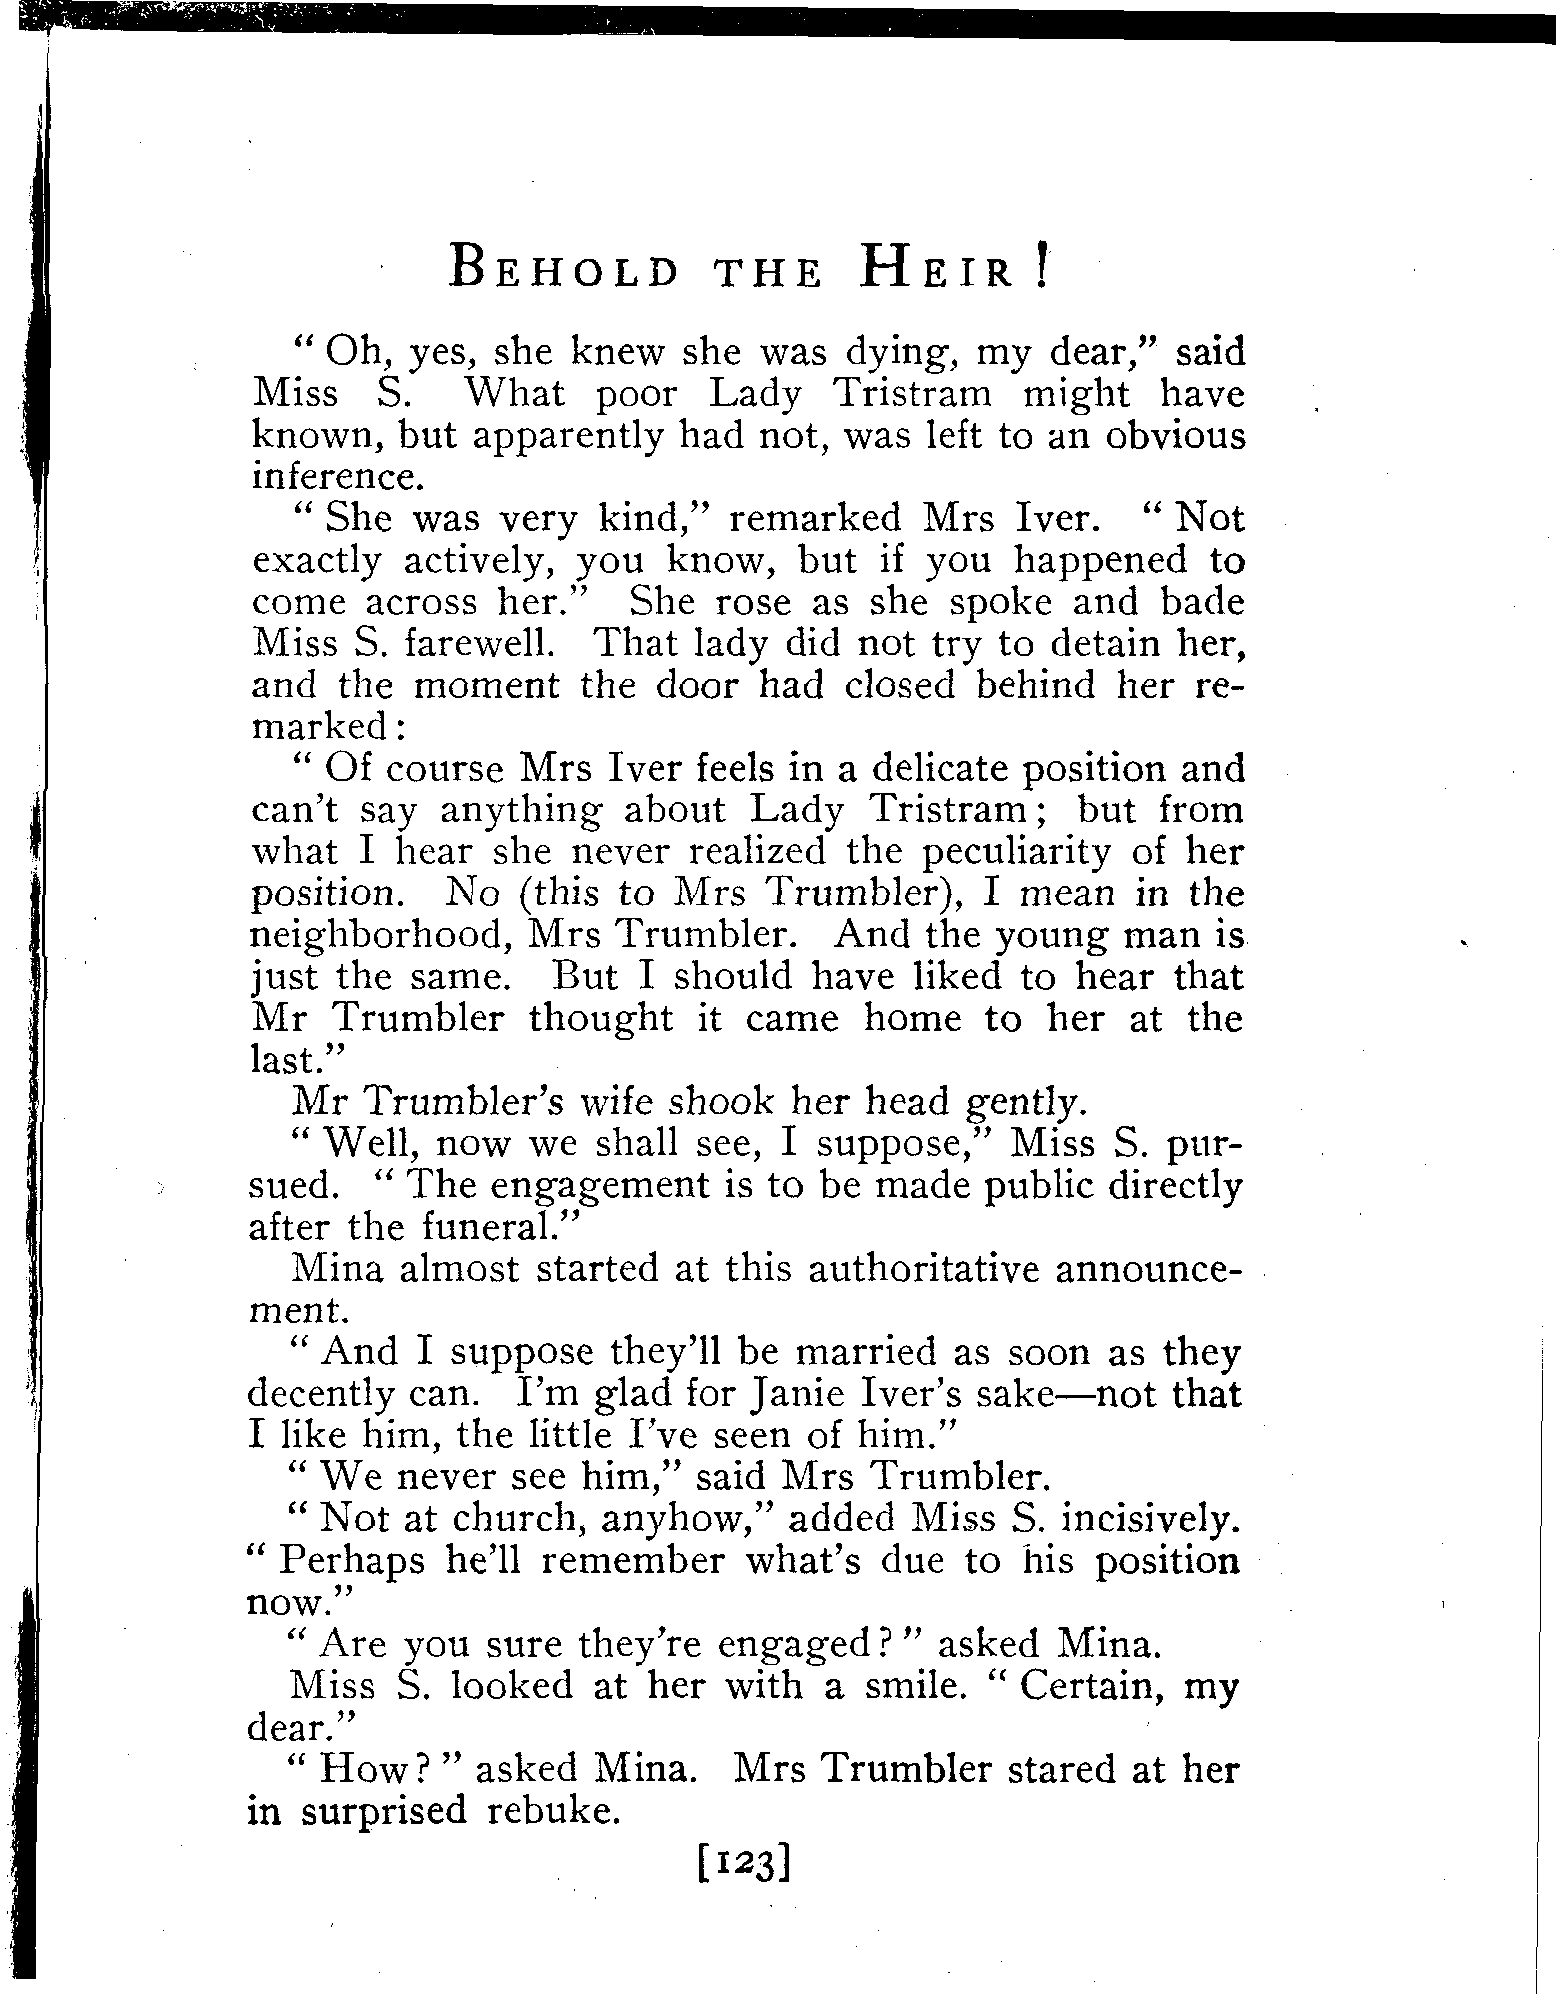 BEHOLD THE HEIR!
“Oh, yes, she knew she was dying, my dear,” said
Miss S. What poor Lady Tristram might have
known, but apparently had not, was left to an obvious
inference.
“She was very kind,” remarked Mrs Iver. “Not
exactly actively, you know, but if you happened to
come across her.” She rose as she spoke and bade
Miss S. farewell. That lady did not try to detain her,
and the moment the door had closed behind her re-
marked:
“Of course Mrs Iver feels in a delicate position and
can't say anything about Lady Tristram; but from
what I hear she never realized the peculiarity of her
position. No (this to Mrs Trumbler), I mean in the
neighborhood, Mrs Trumbler. And the young man is
just the same. But I should have liked to hear that
Mr Trumbler thought it came home to her at the
last.”
Mr Trumbler's wife shook her head gently.
“Well, now we shall see, I suppose,” Miss S. pur-
sued. “The engagement is to be made public directly
after the funeral.”
Mina almost started at this authoritative announce-
ment.
“And I suppose they'll be married as soon as they
decently can. I'm glad for Janie Iver's sake—not that
I like him, the little I've seen of him.”
“We never see him,” said Mrs Trumbler.
“Not at church, anyhow,” added Miss S. incisively.
“Perhaps he'll remember what's due to his position
now.”
“Are you sure they're engaged?” asked Mina.
Miss S. looked at her with a smile. “Certain, my
dear.”
“How?” asked Mina. Mrs Trumbler stared at her
in surprised rebuke.
[123]